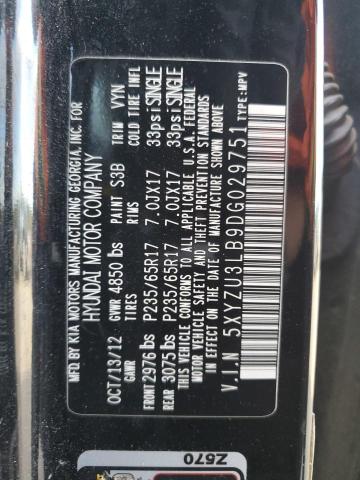 MFD BY KIA MOTORS MANUFACTURING GEORGIA, INC. FOR
HYUNDAI MOTOR COMPANY
OCT/18/12 GVWR 4850 lbs PAINT S3B TRIM VYN
GAWR TIRES RIMS COLD TIRE INFL
FRONT 2976 lbs P235/65R17 7.0JX17 33psi SINGLE
REAR 3075 lbs P235/65R17 7.0JX17 33psi SINGLE
THIS VEHICLE CONFORMS TO ALL APPLICABLE U.S.A. FEDERAL
MOTOR VEHICLE SAFETY AND THEFT PREVENTION STANDARDS
IN EFFECT ON THE DATE OF MANUFACTURE SHOWN ABOVE
V.I.N 5XYZU3LB9DG029751 TYPE: MPV
Z570